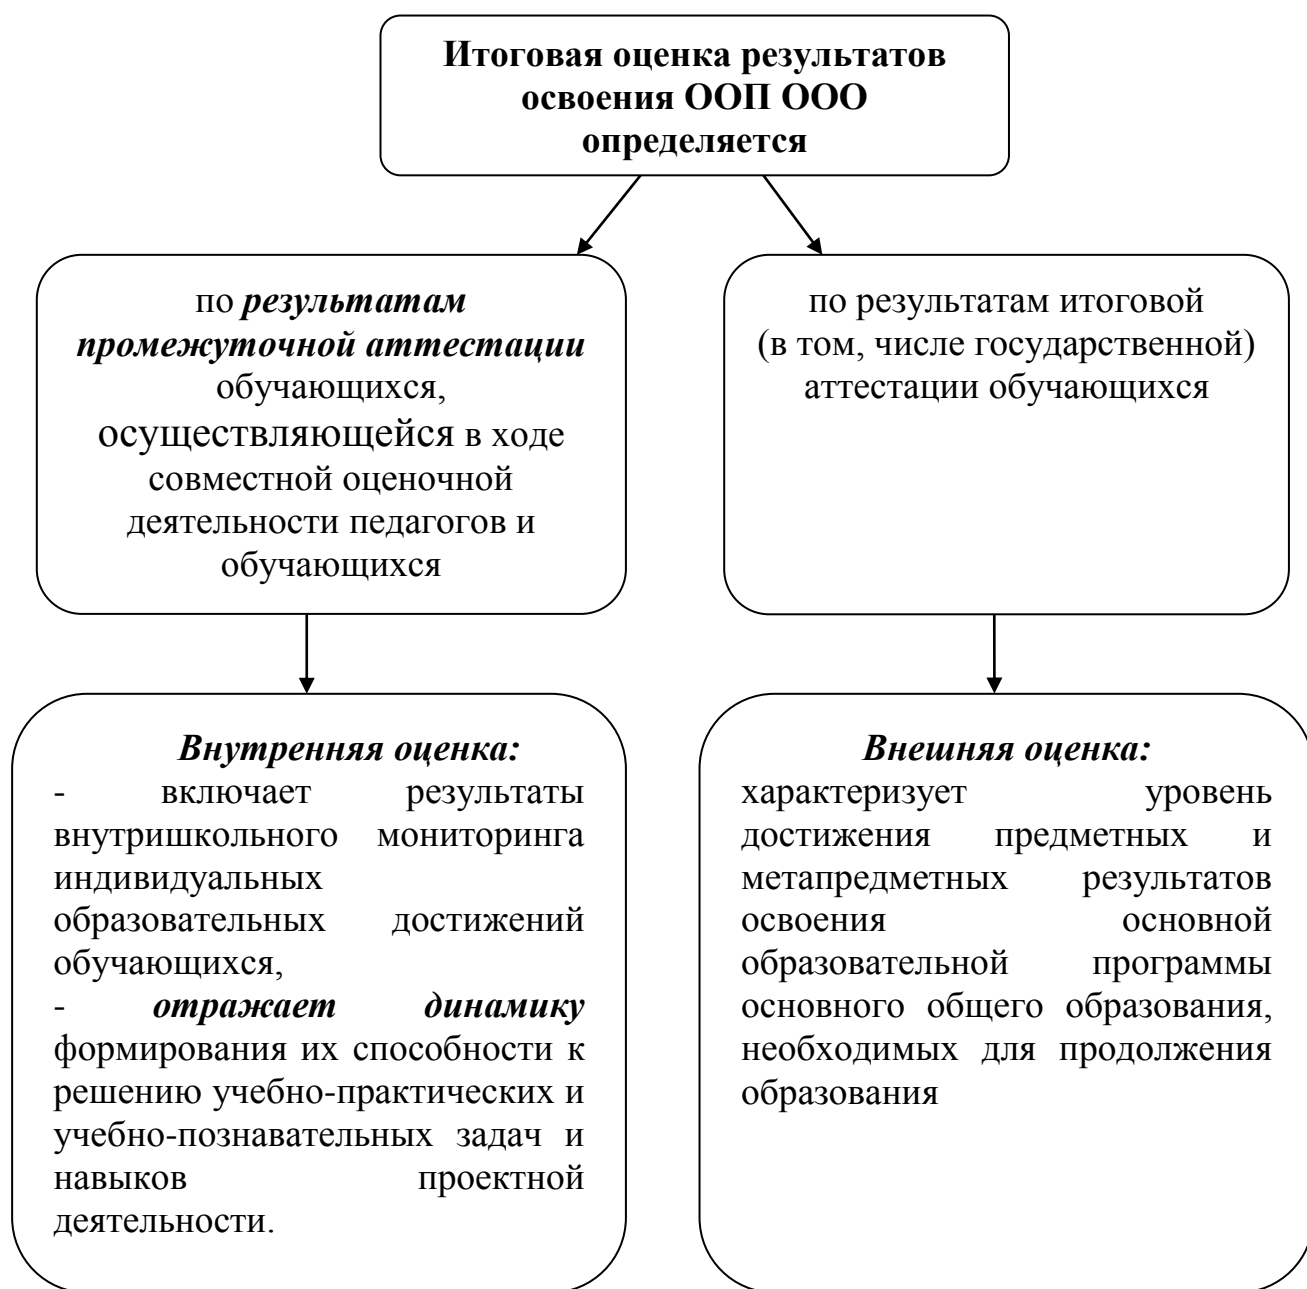 Итоговая оценка результатов
освоения ООП ООО
определяется
по результатам
промежуточной аттестации
обучающихся,
осуществляющейся в ходе
совместной оценочной
деятельности педагогов и
обучающихся
по результатам итоговой
(в том, числе государственной)
аттестации обучающихся
Внутренняя оценка:
- включает результаты
внутришкольного мониторинга
индивидуальных
образовательных достижений
обучающихся,
- отражает динамику
формирования их способности к
решению учебно-практических и
учебно-познавательных задач и
навыков проектной
деятельности.
Внешняя оценка:
характеризует уровень
достижения предметных и
метапредметных результатов
освоения основной
образовательной программы
основного общего образования,
необходимых для продолжения
образования